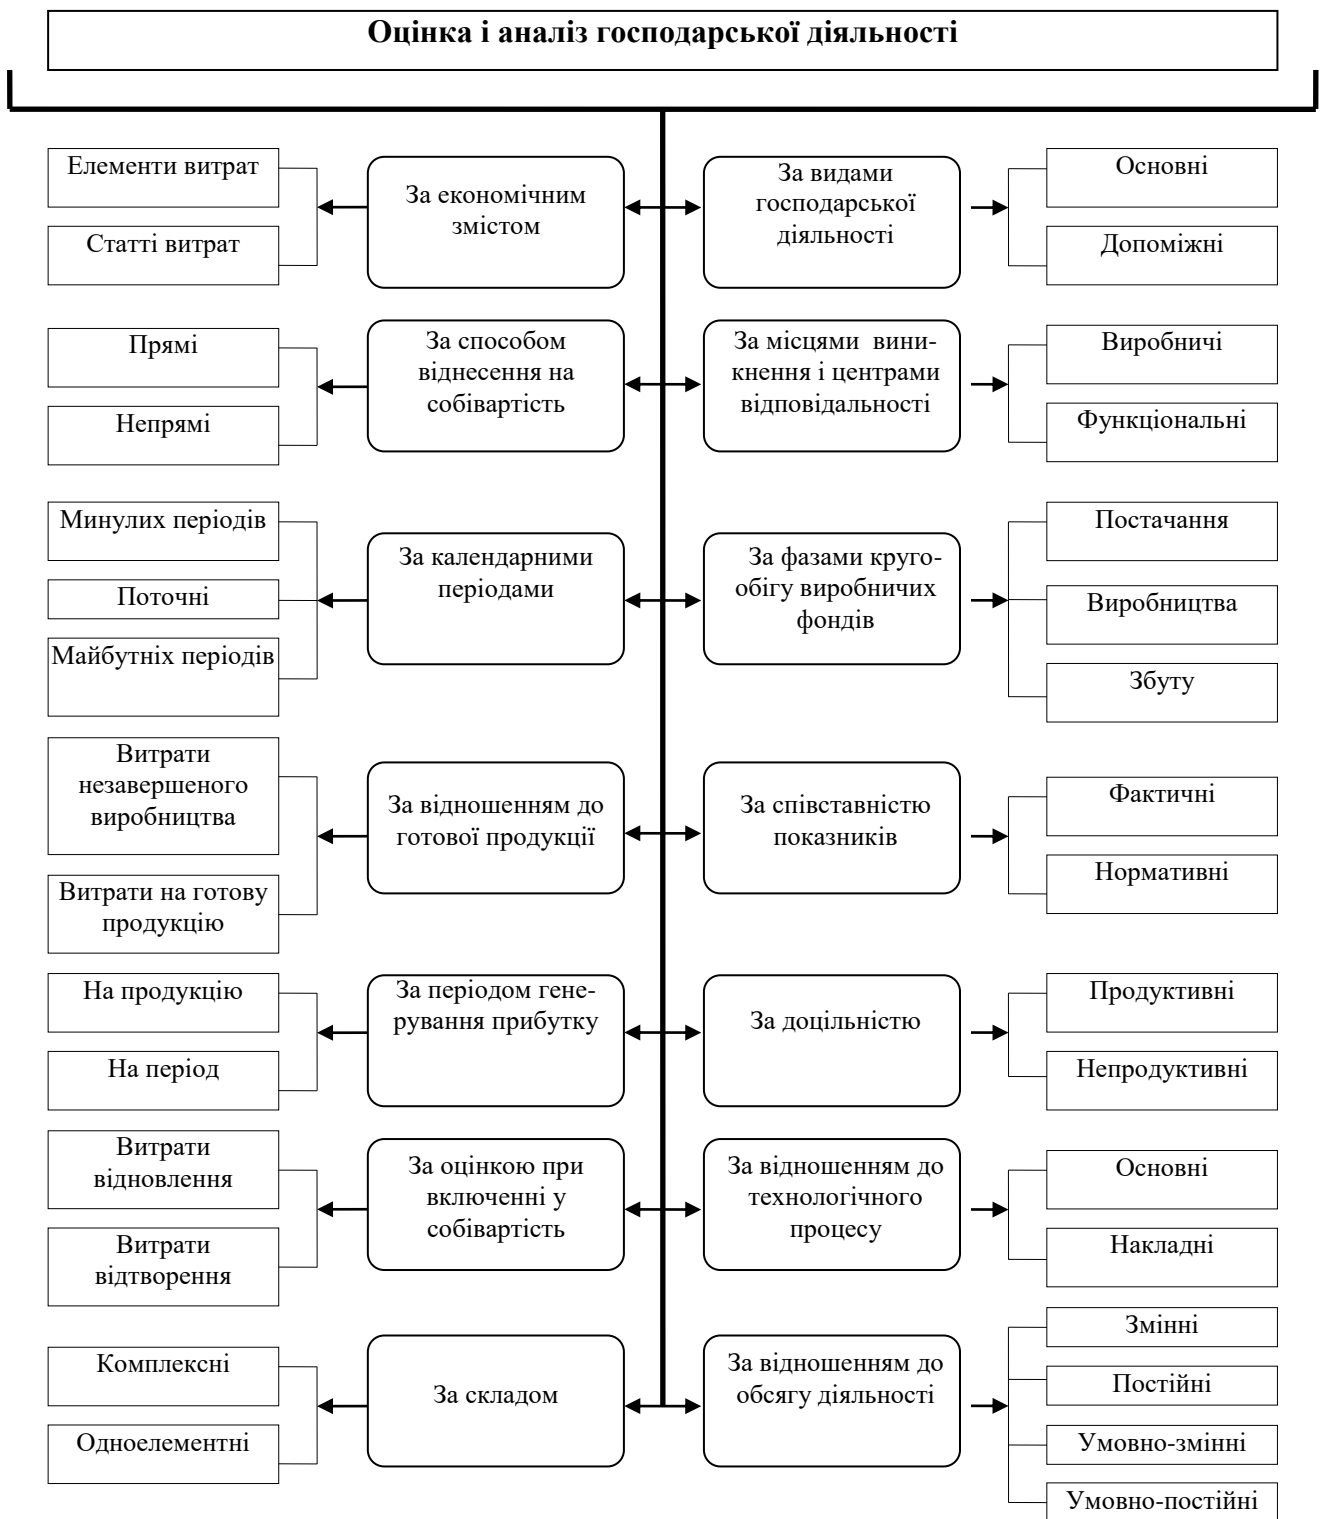 Оцінка і аналіз господарської діяльності
Елементи витрат
Статті витрат
За економічним
змістом
За видами
господарської
діяльності
Основні
Допоміжні
Прямі
Непрямі
За способом
віднесення на
собівартість
За місцями вини-
кнення і центрами
відповідальності
Виробничі
Функціональні
Минулих періодів
Поточні
Майбутніх періодів
За календарними
періодами
За фазами круго-
обігу виробничих
фондів
Постачання
Виробництва
Збуту
Витрати
незавершеного
виробництва
Витрати на готову
продукцію
За відношенням до
готової продукції
За співставністю
показників
Фактичні
Нормативні
На продукцію
На період
За періодом гене-
рування прибутку
За доцільністю
Продуктивні
Непродуктивні
Витрати
відновлення
Витрати
відтворення
За оцінкою при
включенні у
собівартість
За відношенням до
технологічного
процесу
Основні
Накладні
Комплексні
Одноелементні
За складом
За відношенням до
обсягу діяльності
Змінні
Постійні
Умовно-змінні
Умовно-постійні